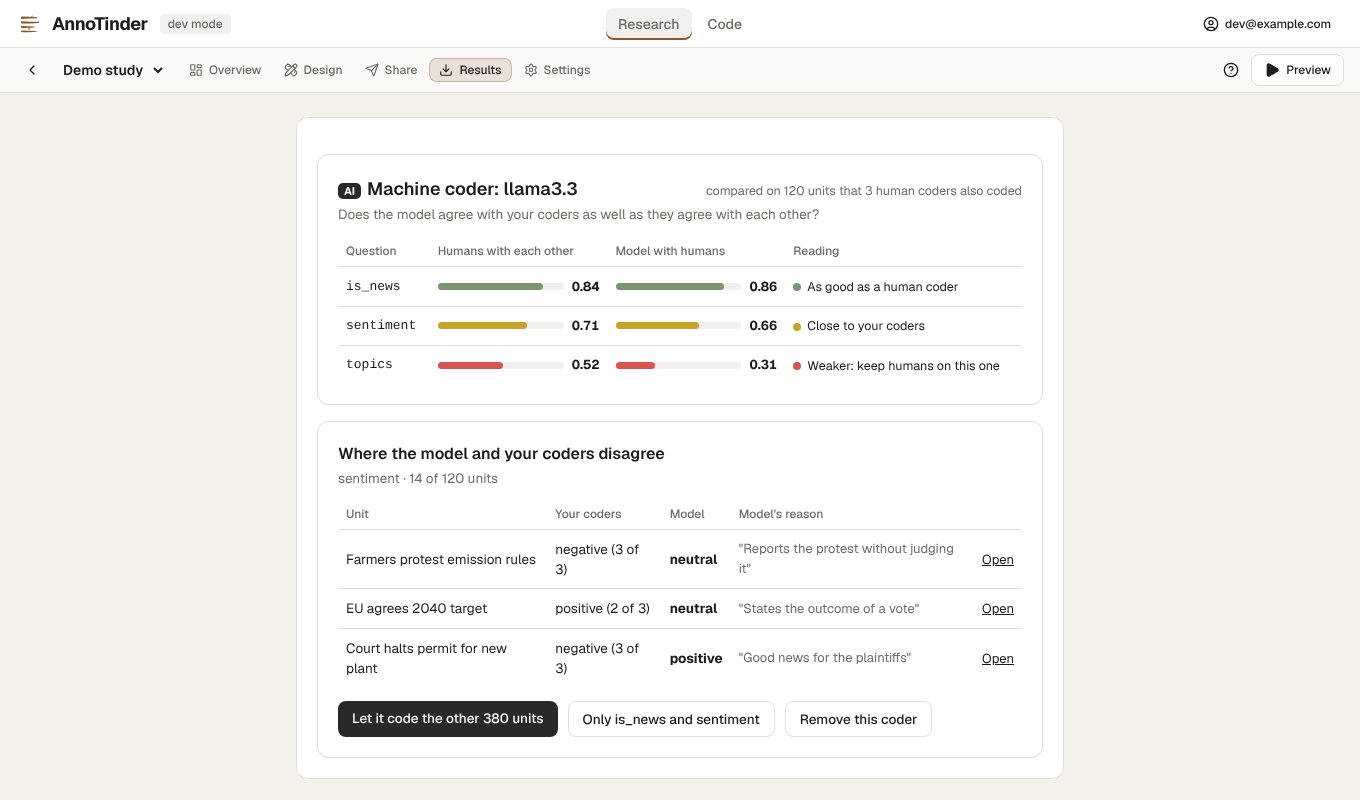 AnnoTinder dev mode Research Code dev@example.com
Demo study Overview Design Share Results Settings Preview
AI Machine coder: llama3.3 compared on 120 units that 3 human coders also coded
Does the model agree with your coders as well as they agree with each other?
Question Humans with each other Model with humans Reading
is_news 0.84 0.86 As good as a human coder
sentiment 0.71 0.66 Close to your coders
topics 0.52 0.31 Weaker: keep humans on this one
Where the model and your coders disagree
sentiment · 14 of 120 units
Unit Your coders Model Model's reason
Farmers protest emission rules negative (3 of 3) neutral "Reports the protest without judging it" Open
EU agrees 2040 target positive (2 of 3) neutral "States the outcome of a vote" Open
Court halts permit for new plant negative (3 of 3) positive "Good news for the plaintiffs" Open
Let it code the other 380 units Only is_news and sentiment Remove this coder